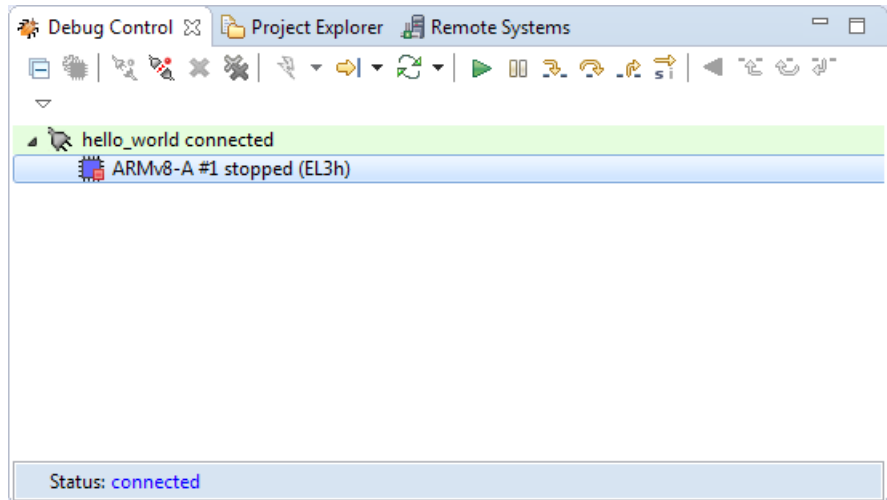 Debug Control Project Explorer Remote Systems
hello_world connected
ARMv8-A #1 stopped (EL3h)
Status: connected